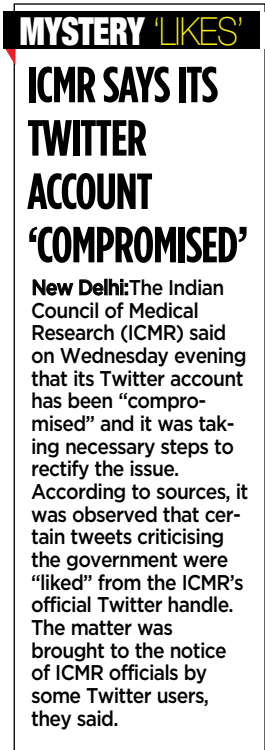 MYSTERY 'LIKES'
ICMR SAYS ITS
TWITTER
ACCOUNT
'COMPROMISED'
New Delhi:The Indian
Council of Medical
Research (ICMR) said
on Wednesday evening
that its Twitter account
has been “compro-
mised” and it was tak-
ing necessary steps to
rectify the issue.
According to sources, it
was observed that cer-
tain tweets criticising
the government were
“liked” from the ICMR's
official Twitter handle.
The matter was
brought to the notice
of ICMR officials by
some Twitter users,
they said.